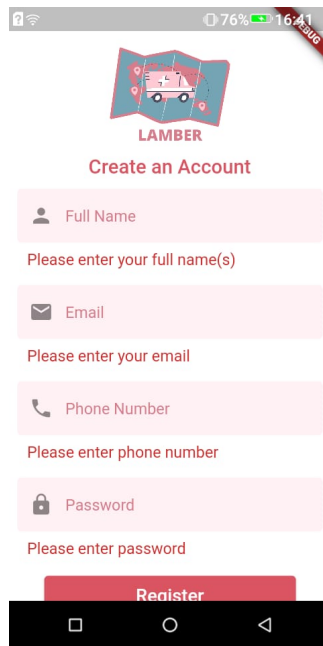 76% 16:41
DEBUG
LAMBER
Create an Account
Full Name
Please enter your full name(s)
Email
Please enter your email
Phone Number
Please enter phone number
Password
Please enter password
Register